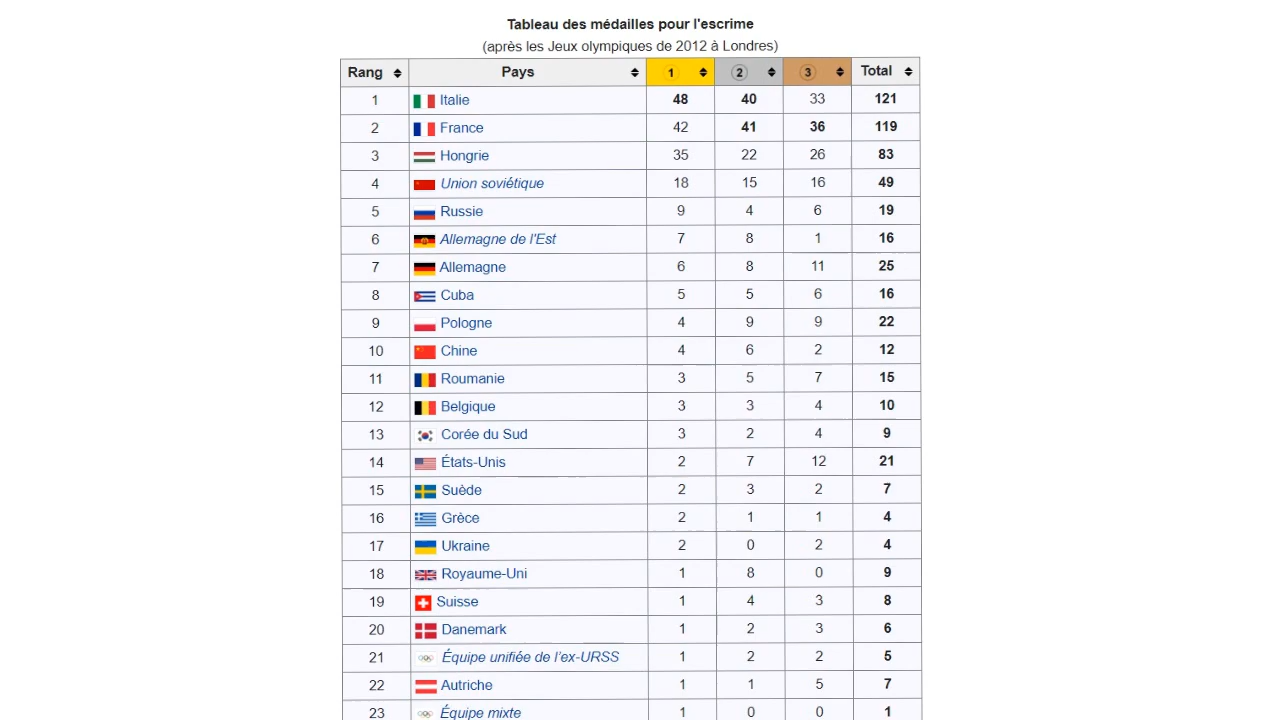 Tableau des médailles pour l'escrime
(après les Jeux olympiques de 2012 à Londres)
Rang Pays 1 2 3 Total
1 Italie 48 40 33 121
2 France 42 41 36 119
3 Hongrie 35 22 26 83
4 Union soviétique 18 15 16 49
5 Russie 9 4 6 19
6 Allemagne de l'Est 7 8 1 16
7 Allemagne 6 8 11 25
8 Cuba 5 5 6 16
9 Pologne 4 9 9 22
10 Chine 4 6 2 12
11 Roumanie 3 5 7 15
12 Belgique 3 3 4 10
13 Corée du Sud 3 2 4 9
14 États-Unis 2 7 12 21
15 Suède 2 3 2 7
16 Grèce 2 1 1 4
17 Ukraine 2 0 2 4
18 Royaume-Uni 1 8 0 9
19 Suisse 1 4 3 8
20 Danemark 1 2 3 6
21 Équipe unifiée de l'ex-URSS 1 2 2 5
22 Autriche 1 1 5 7
23 Équipe mixte 1 0 0 1